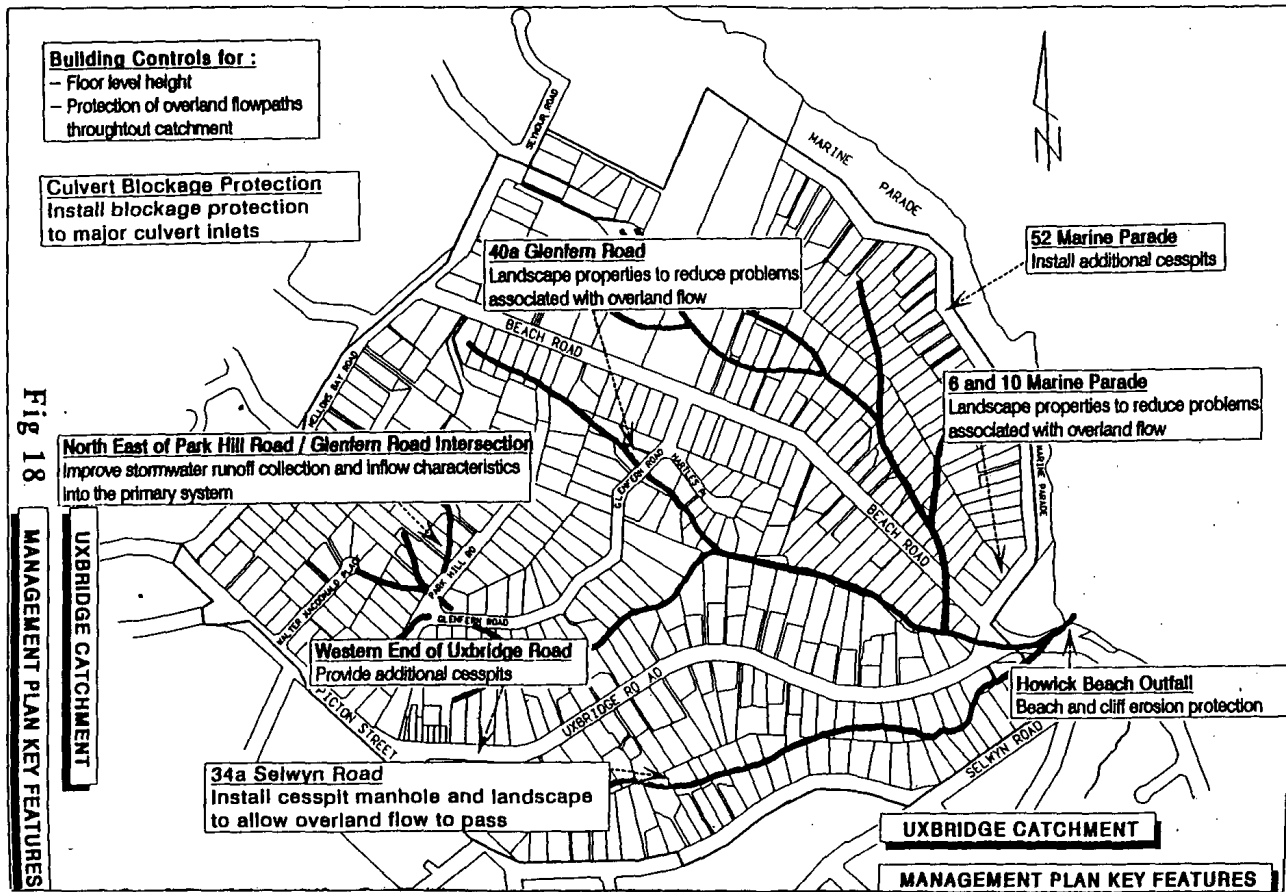 Building Controls for :
– Floor level height
– Protection of overland flowpaths
throughtout catchment
Culvert Blockage Protection
Install blockage protection
to major culvert inlets
SEYMOUR ROAD
MARINE
PARADE
N
40a Glenfern Road
Landscape properties to reduce problems
associated with overland flow
52 Marine Parade
Install additional cesspits
BEACH ROAD
MELLONS BAY ROAD
6 and 10 Marine Parade
Landscape properties to reduce problems
associated with overland flow
North East of Park Hill Road / Glenfern Road Intersection
Improve stormwater runoff collection and inflow characteristics
into the primary system
GLENFERN ROAD
MARINE PARADE
BEACH ROAD
PARK HILL RD
WALTER MACDONALD PLACE
GLENFERN ROAD
Western End of Uxbridge Road
Provide additional cesspits
PICTON STREET
UXBRIDGE ROAD
Howick Beach Outfall
Beach and cliff erosion protection
SELWYN ROAD
34a Selwyn Road
Install cesspit manhole and landscape
to allow overland flow to pass
UXBRIDGE CATCHMENT
MANAGEMENT PLAN KEY FEATURES
Fig 18
UXBRIDGE CATCHMENT
MANAGEMENT PLAN KEY FEATURES